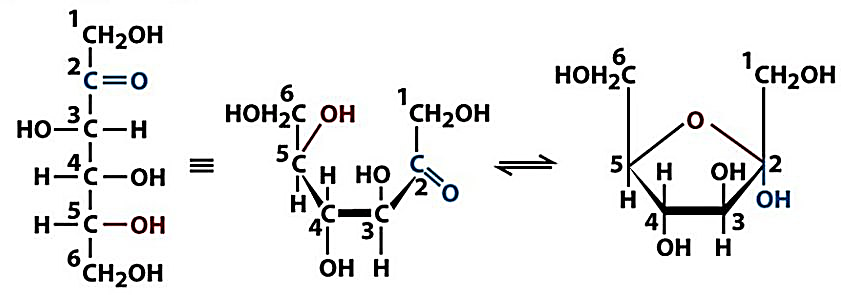 1
CH₂OH
2
C=O
3
HO—C—H
4
H—C—OH
5
H—C—OH
6
CH₂OH
≡
6
HOH₂C OH
5 C
H
H
4 C
OH
HO
3 C
H
1
CH₂OH
C
2
O
⇌
6
HOH₂C
1
CH₂OH
O
5
H
H
4
OH
OH
3
H
2
OH